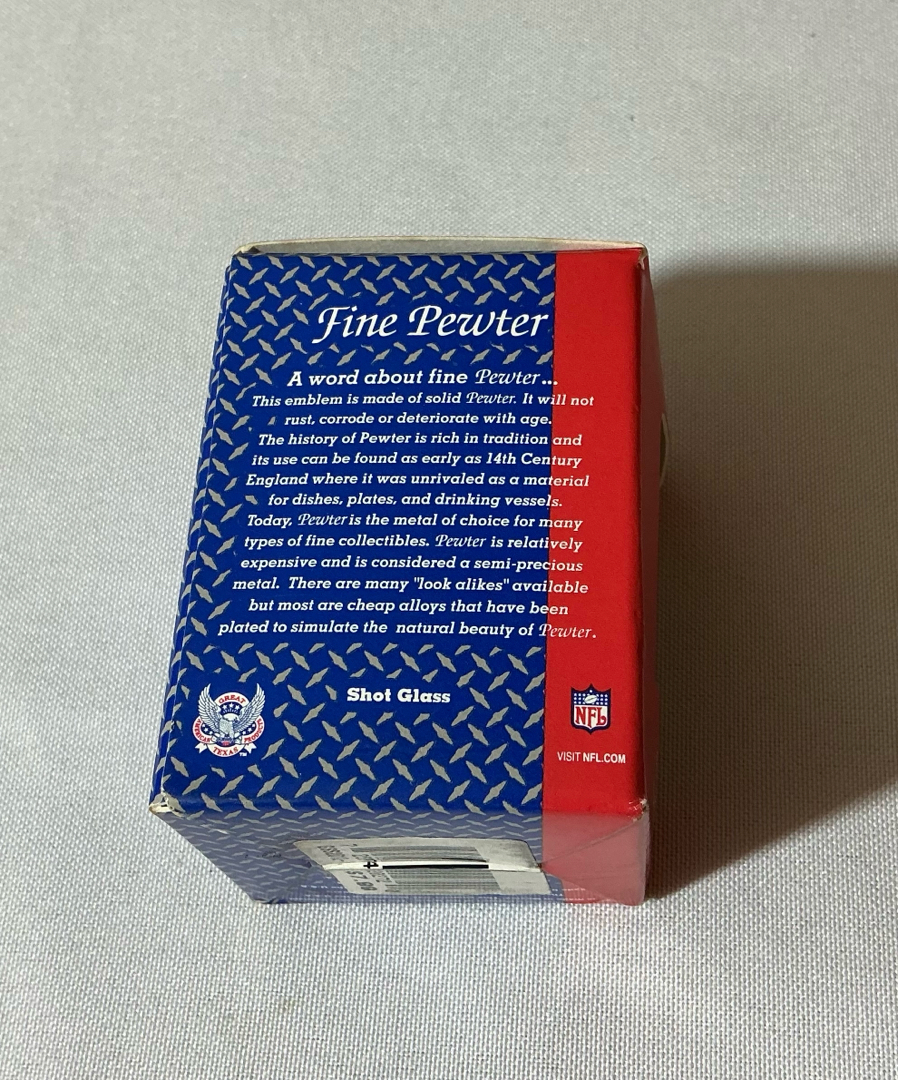 Fine Pewter
A word about fine Pewter...
This emblem is made of solid Pewter. It will not
rust, corrode or deteriorate with age.
The history of Pewter is rich in tradition and
its use can be found as early as 14th Century
England where it was unrivaled as a material
for dishes, plates, and drinking vessels.
Today, Pewter is the metal of choice for many
types of fine collectibles. Pewter is relatively
expensive and is considered a semi-precious
metal. There are many "look alikes" available
but most are cheap alloys that have been
plated to simulate the natural beauty of Pewter.
Shot Glass
GREAT
AMERICAN PRODUCTS
TEXAS
TM
NFL
VISIT NFL.COM